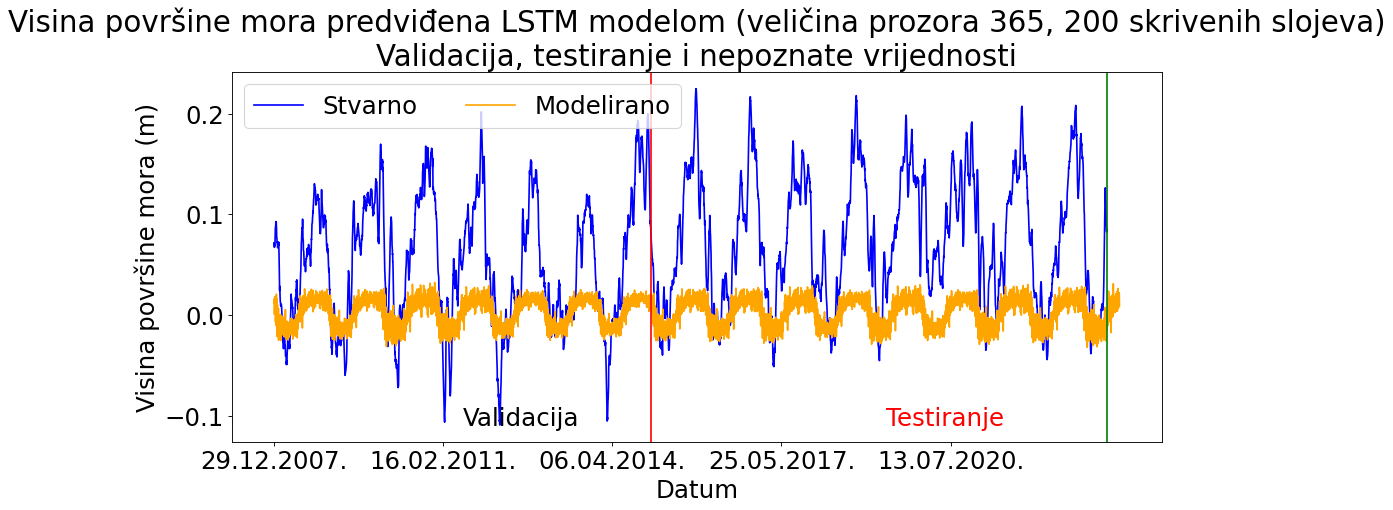 Visina površine mora predviđena LSTM modelom (veličina prozora 365, 200 skrivenih slojeva)
Validacija, testiranje i nepoznate vrijednosti
Stvarno
Modelirano
Visina površine mora (m)
0.2
0.1
0.0
−0.1
Validacija
Testiranje
29.12.2007.
16.02.2011.
06.04.2014.
25.05.2017.
13.07.2020.
Datum